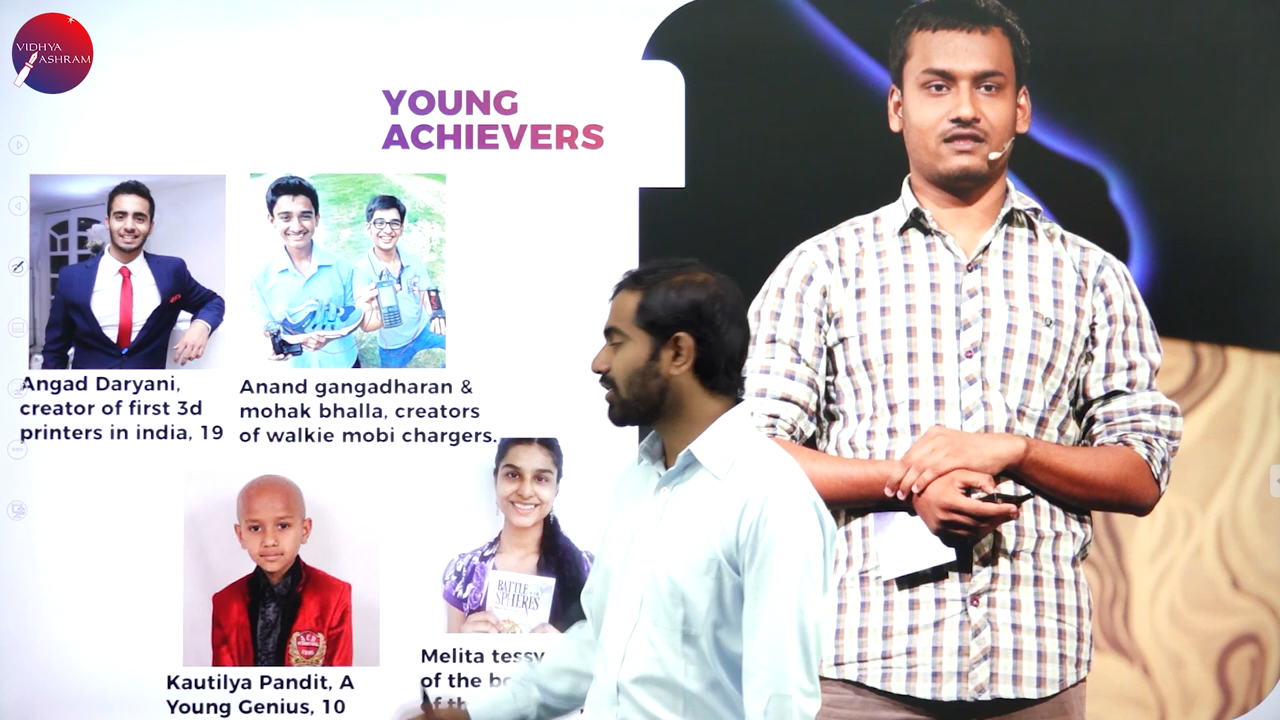 VIDHYA
ASHRAM
YOUNG
ACHIEVERS
Angad Daryani,
creator of first 3d
printers in india, 19
Anand gangadharan &
mohak bhalla, creators
of walkie mobi chargers.
BATTLE
SPHERES
Kautilya Pandit, A
Young Genius, 10
Melita tessy
of the
of